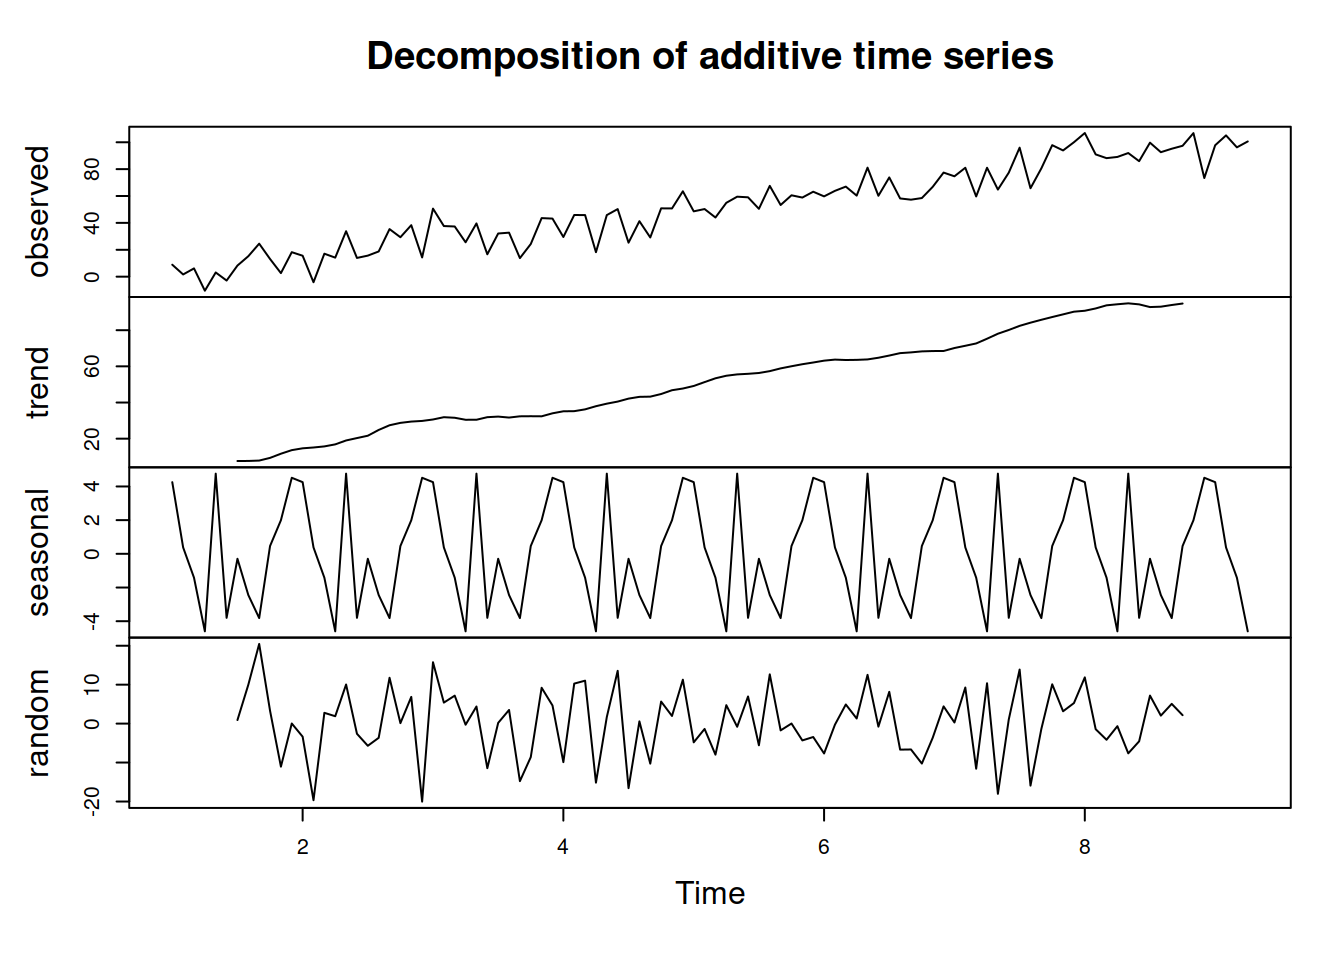 Decomposition of additive time series
observed
0 40 80
trend
20 60
seasonal
-4 0 2 4
random
-20 0 10
2 4 6 8
Time